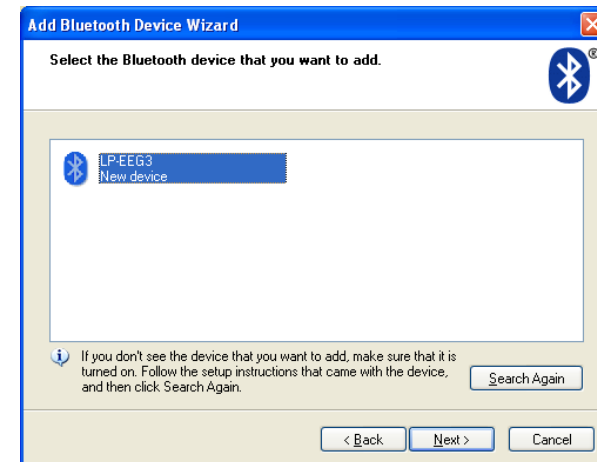 Add Bluetooth Device Wizard
Select the Bluetooth device that you want to add.
®
LP-EEG3
New device
If you don't see the device that you want to add, make sure that it is
turned on. Follow the setup instructions that came with the device,
and then click Search Again.
Search Again
< Back
Next >
Cancel